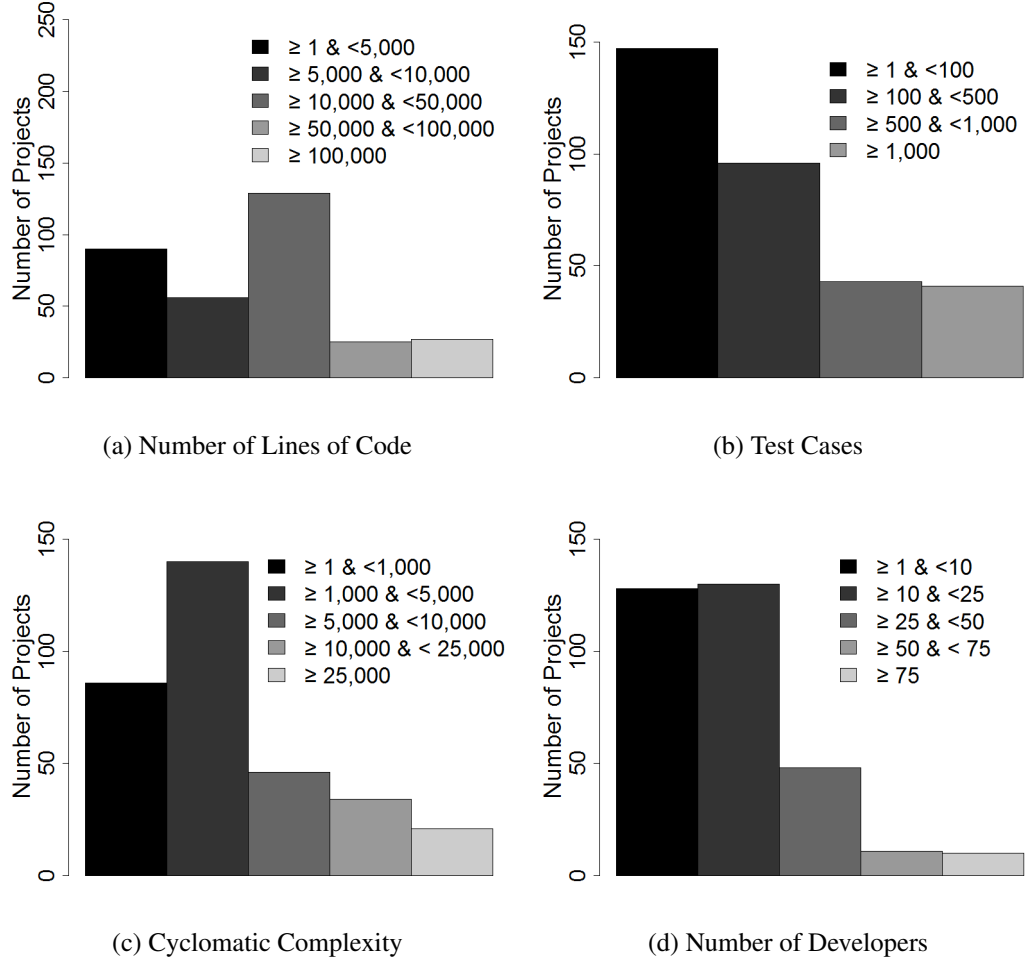 Number of Projects
0
50
100
150
200
250
≥ 1 & <5,000
≥ 5,000 & <10,000
≥ 10,000 & <50,000
≥ 50,000 & <100,000
≥ 100,000
(a) Number of Lines of Code
Number of Projects
0
50
100
150
≥ 1 & <100
≥ 100 & <500
≥ 500 & <1,000
≥ 1,000
(b) Test Cases
Number of Projects
0
50
100
150
≥ 1 & <1,000
≥ 1,000 & <5,000
≥ 5,000 & <10,000
≥ 10,000 & < 25,000
≥ 25,000
(c) Cyclomatic Complexity
Number of Projects
0
50
100
150
≥ 1 & <10
≥ 10 & <25
≥ 25 & <50
≥ 50 & < 75
≥ 75
(d) Number of Developers